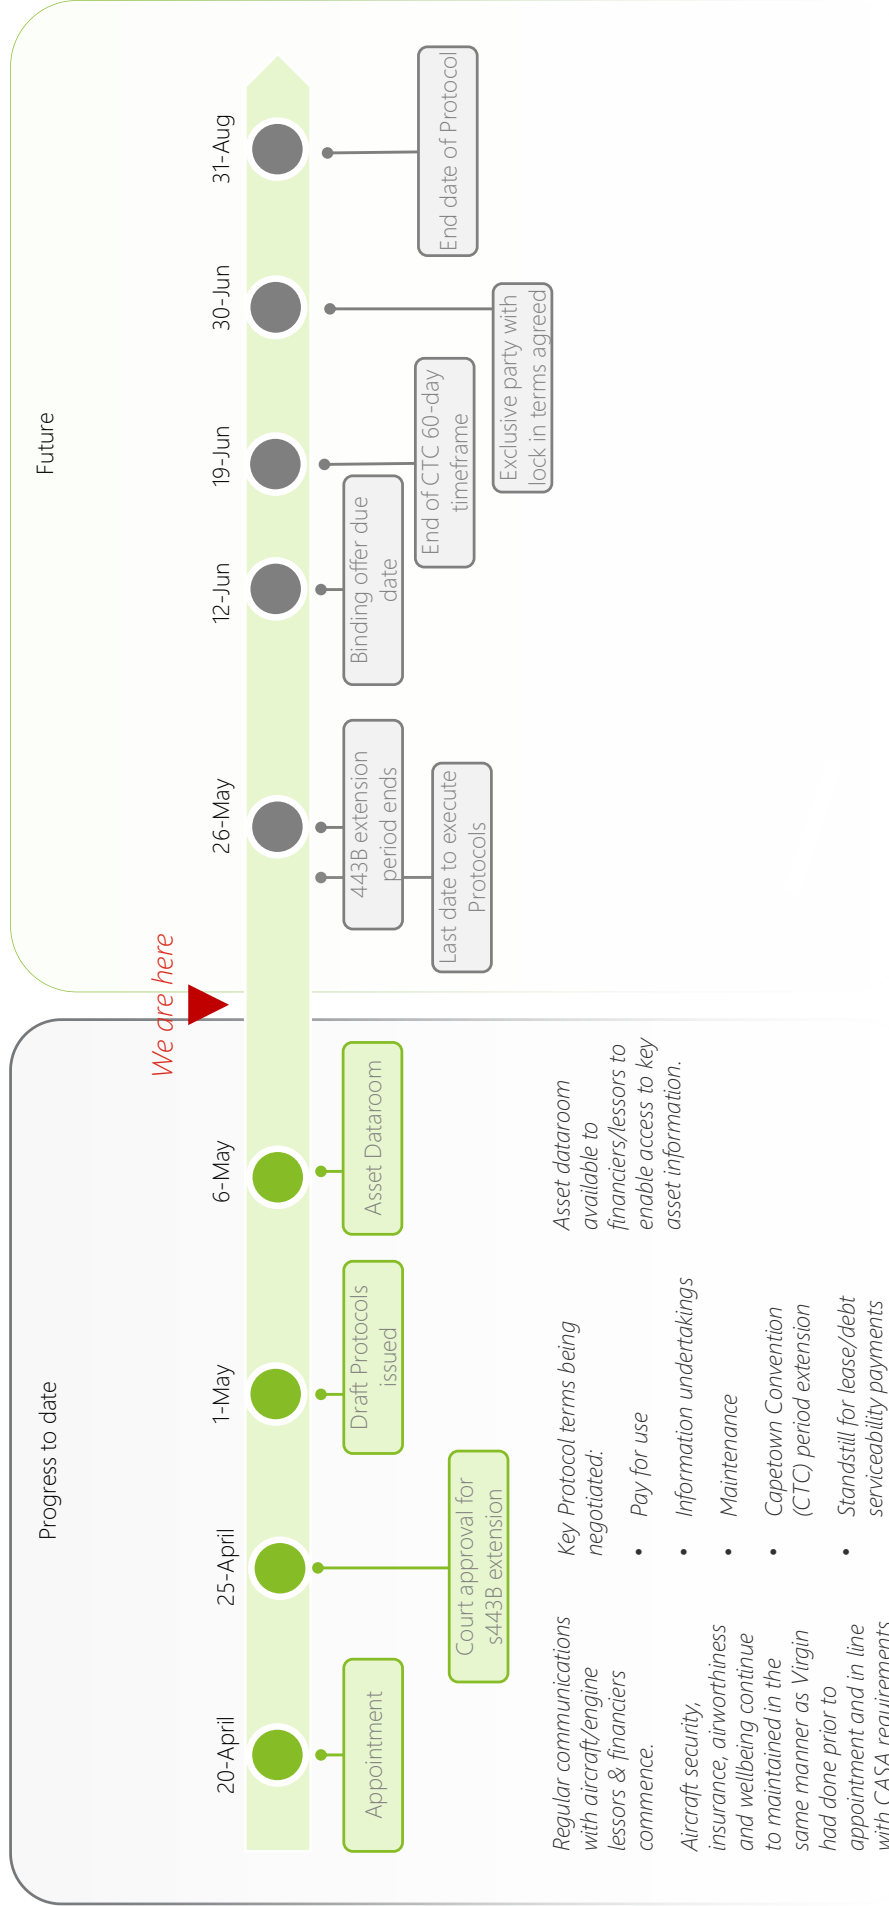 Progress to date
Future
We are here
20-April
25-April
1-May
6-May
26-May
12-Jun
19-Jun
30-Jun
31-Aug
Appointment
Court approval for
s443B extension
Draft Protocols
issued
Asset Dataroom
443B extension
period ends
Last date to execute
Protocols
Binding offer due
date
End of CTC 60-day
timeframe
Exclusive party with
lock in terms agreed
End date of Protocol
Regular communications
with aircraft/engine
lessors & financiers
commence.
Aircraft security,
insurance, airworthiness
and wellbeing continue
to maintained in the
same manner as Virgin
had done prior to
appointment and in line
with CASA requirements
Key Protocol terms being
negotiated:
• Pay for use
• Information undertakings
• Maintenance
• Capetown Convention
(CTC) period extension
• Standstill for lease/debt
serviceability payments
Asset dataroom
available to
financiers/lessors to
enable access to key
asset information.